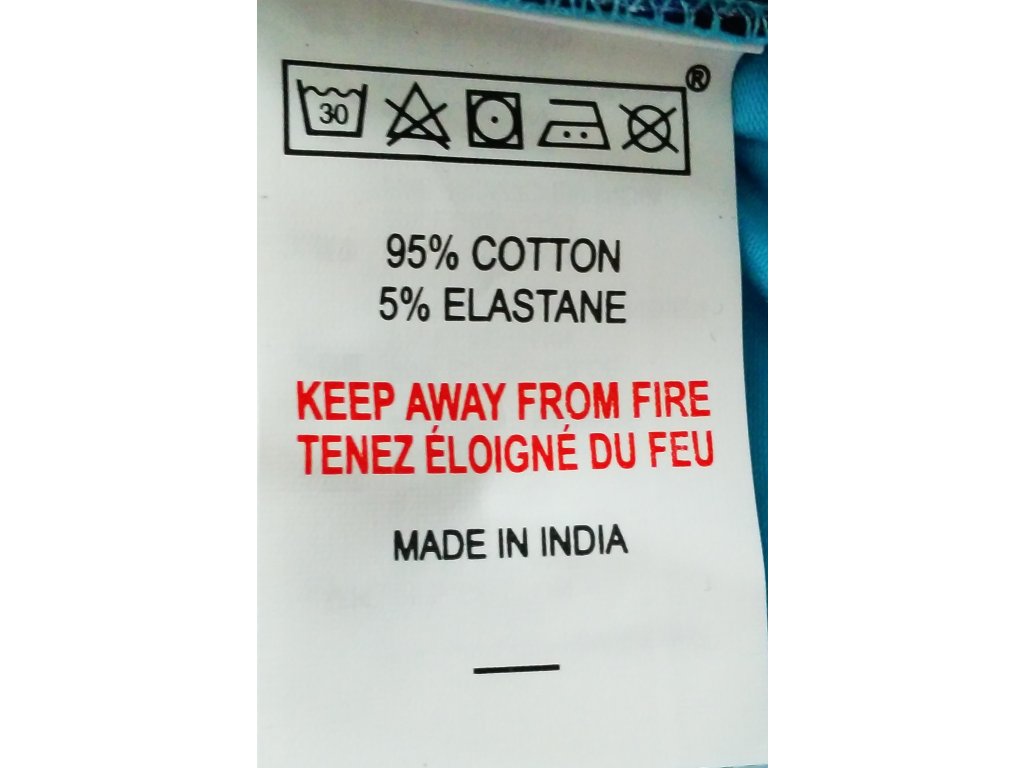 30
®
95% COTTON
5% ELASTANE
KEEP AWAY FROM FIRE
TENEZ ÉLOIGNÉ DU FEU
MADE IN INDIA